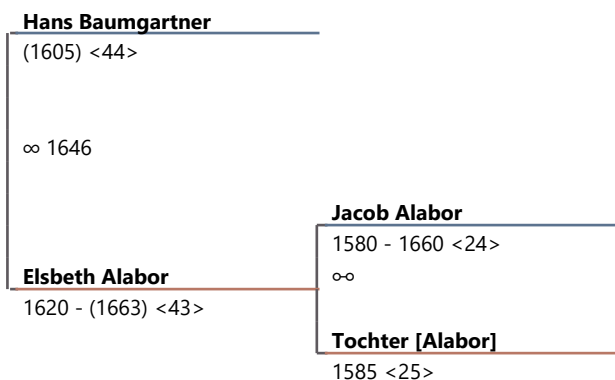 Hans Baumgartner
(1605) <44>
∞ 1646
Jacob Alabor
1580 - 1660 <24>
o-o
Elsbeth Alabor
1620 - (1663) <43>
Tochter [Alabor]
1585 <25>